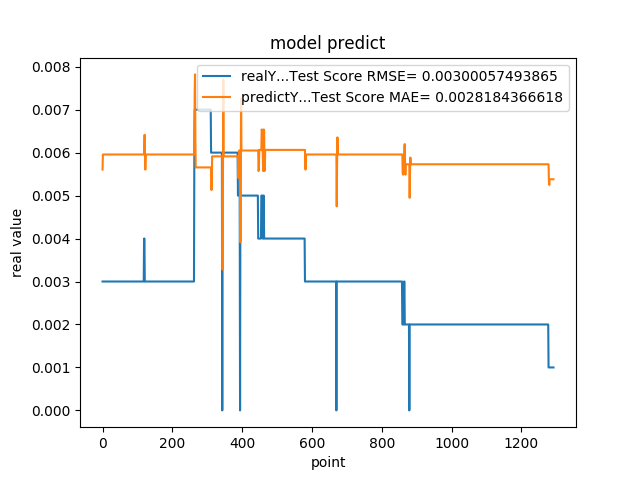 model predict
realY...Test Score RMSE= 0.00300057493865
predictY...Test Score MAE= 0.0028184366618
real value
0.008
0.007
0.006
0.005
0.004
0.003
0.002
0.001
0.000
0 200 400 600 800 1000 1200
point